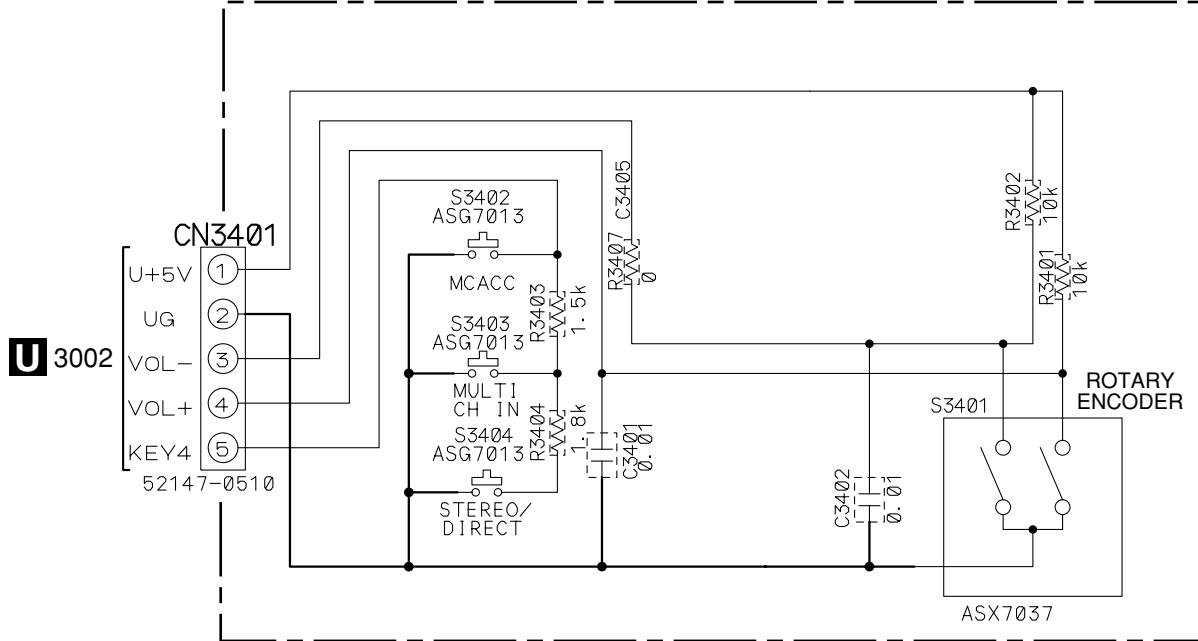 CN3401
U+5V
1
UG
2
U 3002
VOL-
3
VOL+
4
KEY4
5
52147-0510
S3402
ASG7013
MCACC
R3403
1.5k
S3403
ASG7013
MULTI
CH IN
R3404
1.8k
S3404
ASG7013
STEREO/
DIRECT
C3405
R3407
0
C3401
0.01
C3402
0.01
R3402
10k
R3401
10k
ROTARY
ENCODER
S3401
ASX7037